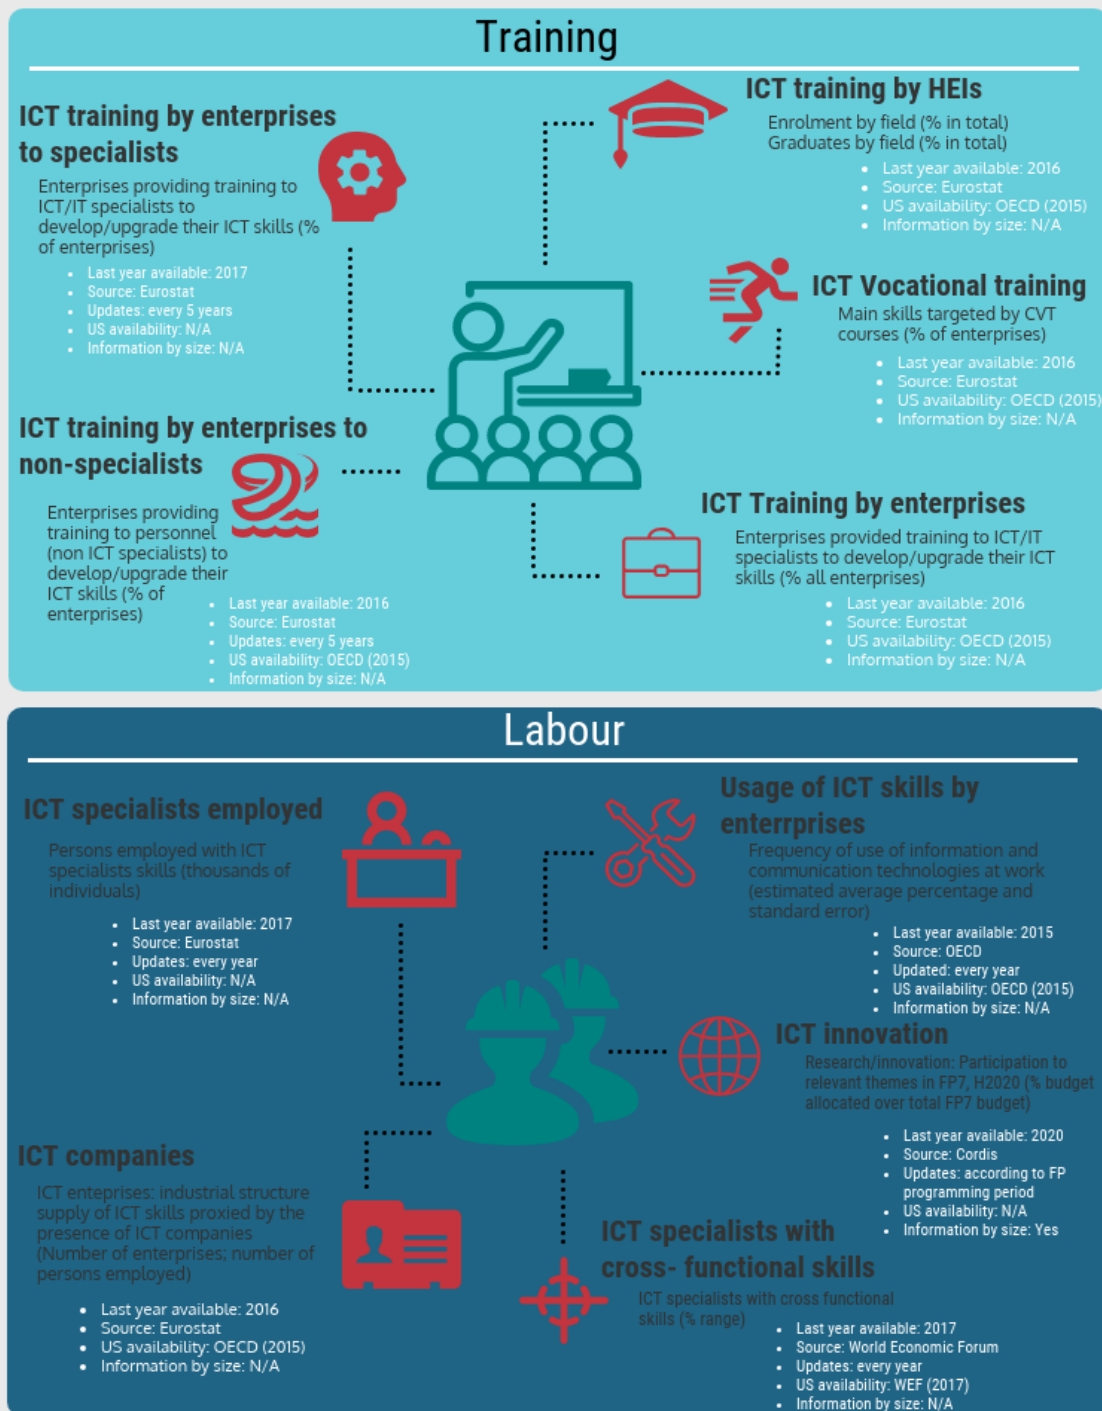 Training
ICT training by enterprises
to specialists
Enterprises providing training to
ICT/IT specialists to
develop/upgrade their ICT skills (%
of enterprises)
Last year available: 2017
Source: Eurostat
Updates: every 5 years
US availability: N/A
Information by size: N/A
ICT training by HEIs
Enrolment by field (% in total)
Graduates by field (% in total)
Last year available: 2016
Source: Eurostat
US availability: OECD (2015)
Information by size: N/A
ICT Vocational training
Main skills targeted by CVT
courses (% of enterprises)
Last year available: 2016
Source: Eurostat
US availability: OECD (2015)
Information by size: N/A
ICT training by enterprises to
non-specialists
Enterprises providing
training to personnel
(non ICT specialists) to
develop/upgrade their
ICT skills (% of
enterprises)
Last year available: 2016
Source: Eurostat
Updates: every 5 years
US availability: OECD (2015)
Information by size: N/A
ICT Training by enterprises
Enterprises provided training to ICT/IT
specialists to develop/upgrade their ICT
skills (% all enterprises)
Last year available: 2016
Source: Eurostat
US availability: OECD (2015)
Information by size: N/A
Labour
ICT specialists employed
Persons employed with ICT
specialists skills (thousands of
individuals)
Last year available: 2017
Source: Eurostat
Updates: every year
US availability: N/A
Information by size: N/A
Usage of ICT skills by
enterrprises
Frequency of use of information and
communication technologies at work
(estimated average percentage and
standard error)
Last year available: 2015
Source: OECD
Updated: every year
US availability: OECD (2015)
Information by size: N/A
ICT innovation
Research/innovation: Participation to
relevant themes in FP7, H2020 (% budget
allocated over total FP7 budget)
Last year available: 2020
Source: Cordis
Updates: according to FP
programming period
US availability: N/A
Information by size: Yes
ICT companies
ICT enteprises: industrial structure
supply of ICT skills proxied by the
presence of ICT companies
(Number of enterprises; number of
persons employed)
Last year available: 2016
Source: Eurostat
US availability: OECD (2015)
Information by size: N/A
ICT specialists with
cross- functional skills
ICT specialists with cross functional
skills (% range)
Last year available: 2017
Source: World Economic Forum
Updates: every year
US availability: WEF (2017)
Information by size: N/A